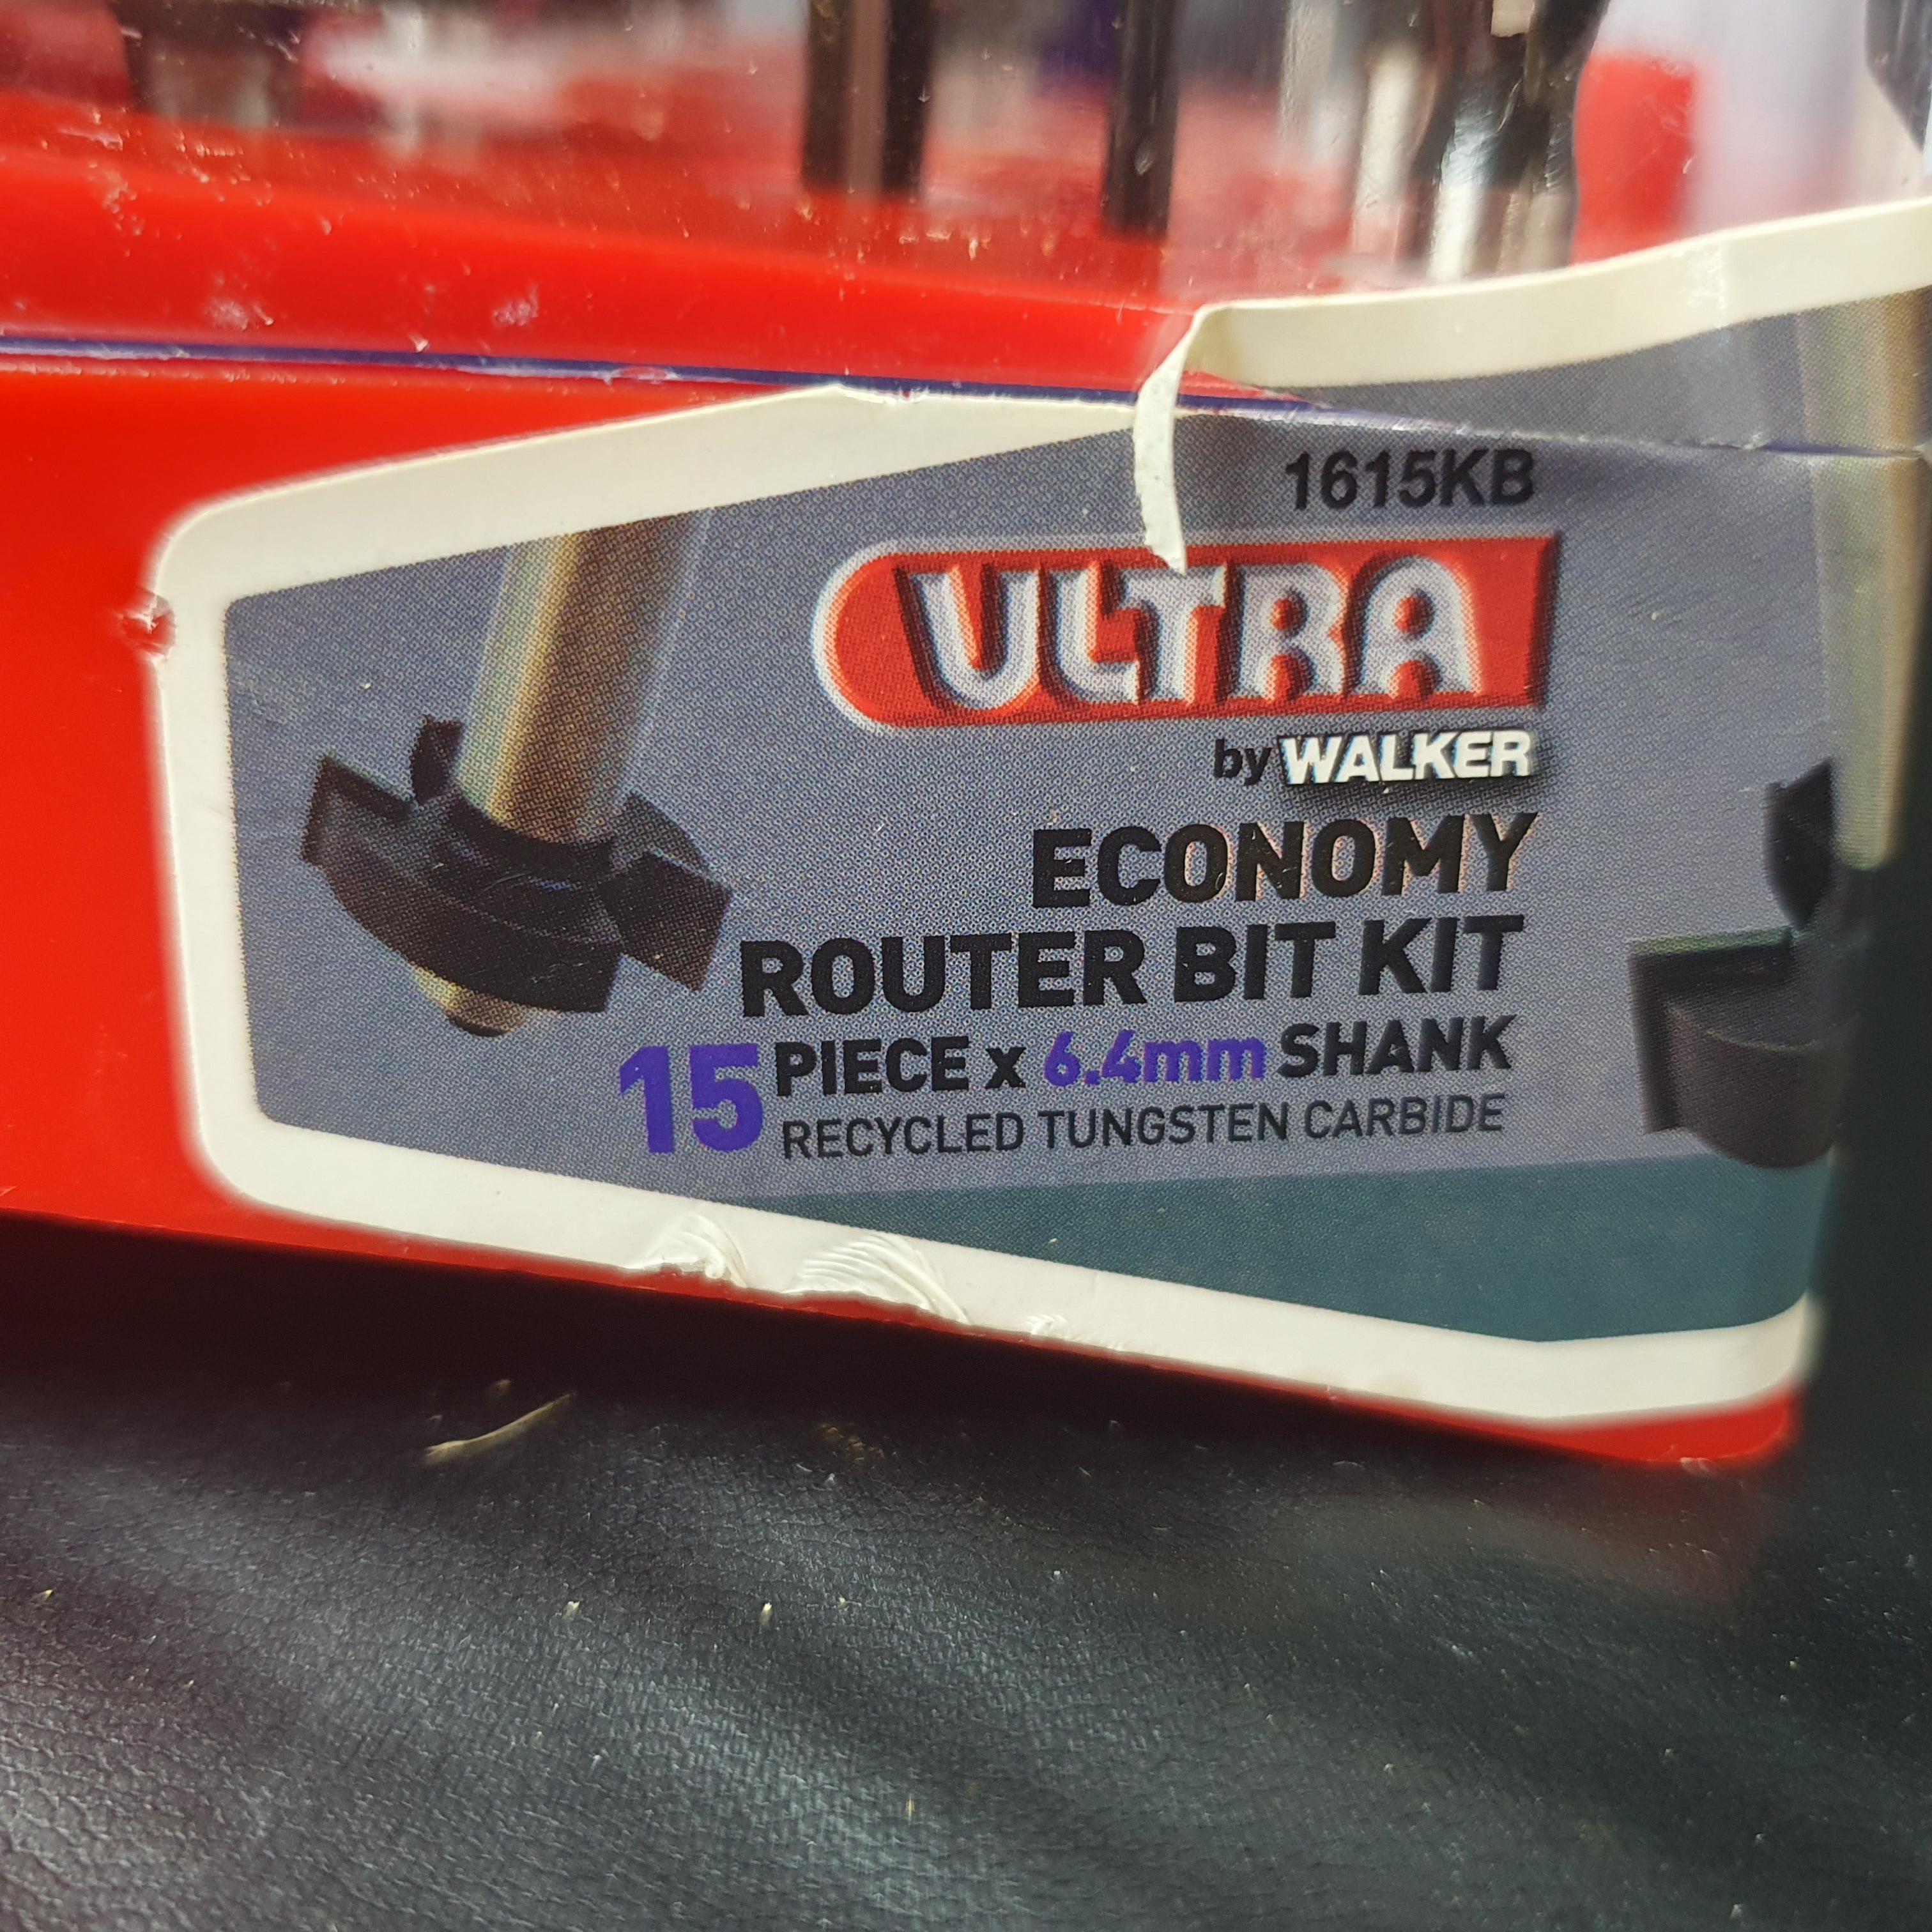 1615KB
ULTRA
by WALKER
ECONOMY
ROUTER BIT KIT
15 PIECE x 6.4mm SHANK
RECYCLED TUNGSTEN CARBIDE